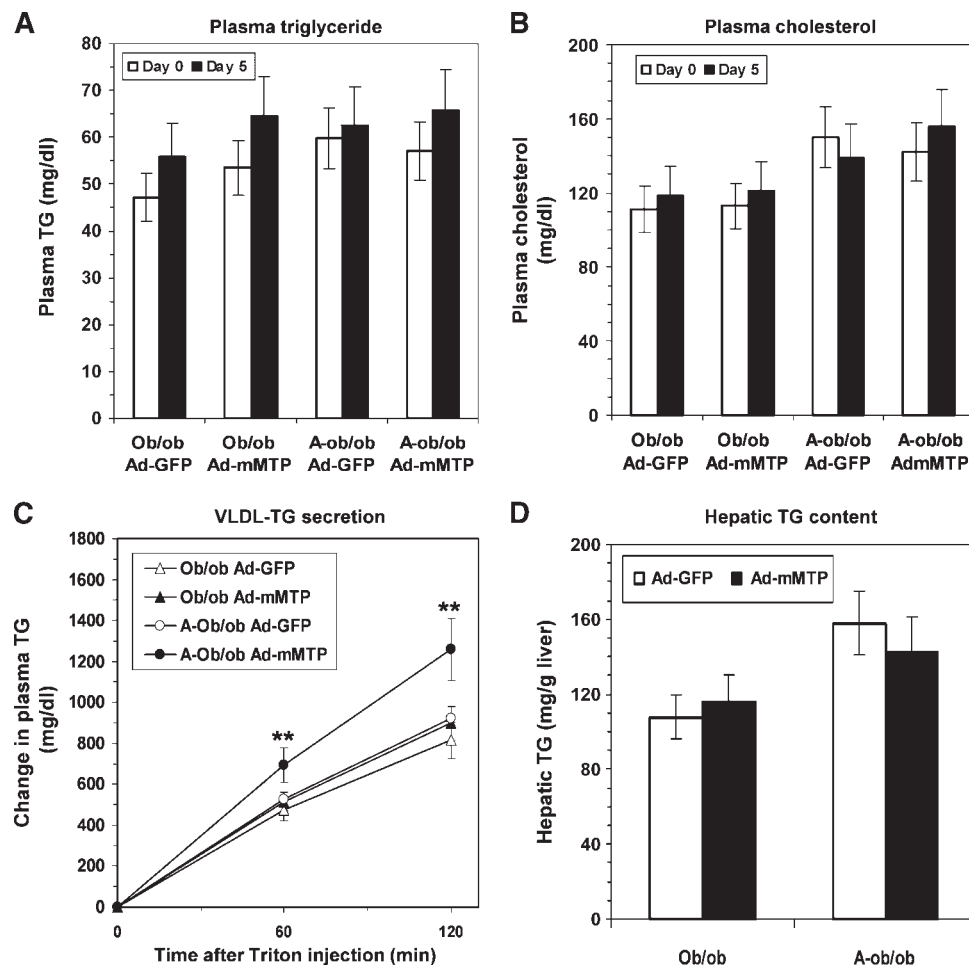 A
Plasma triglyceride
80
70
60
50
40
30
20
10
0
Plasma TG (mg/dl)
Day 0 Day 5
Ob/ob
Ad-GFP
Ob/ob
Ad-mMTP
A-ob/ob
Ad-GFP
A-ob/ob
Ad-mMTP
B
Plasma cholesterol
200
160
120
80
40
0
Plasma cholesterol
(mg/dl)
Day 0 Day 5
Ob/ob
Ad-GFP
Ob/ob
Ad-mMTP
A-ob/ob
Ad-GFP
A-ob/ob
AdmMTP
C
VLDL-TG secretion
1800
1600
1400
1200
1000
800
600
400
200
0
Change in plasma TG
(mg/dl)
Ob/ob Ad-GFP
Ob/ob Ad-mMTP
A-Ob/ob Ad-GFP
A-Ob/ob Ad-mMTP
**
**
0
60
120
Time after Triton injection (min)
D
Hepatic TG content
200
160
120
80
40
0
Hepatic TG (mg/g liver)
Ad-GFP Ad-mMTP
Ob/ob
A-ob/ob